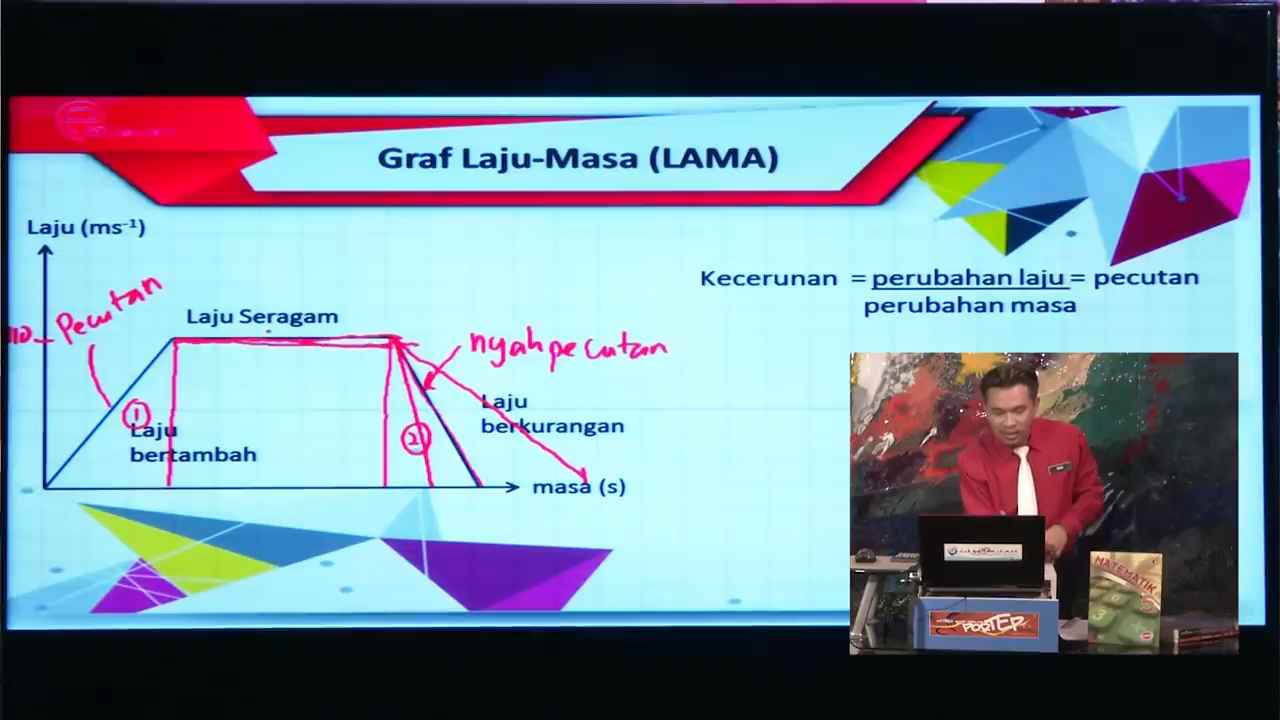 Graf Laju-Masa (LAMA)
Laju (ms⁻¹)
Kecerunan = perubahan laju = pecutan
perubahan masa
Pecutan
Laju Seragam
10
nyahpecutan
1
Laju
bertambah
2
Laju
berkurangan
masa (s)
MATEMATIK